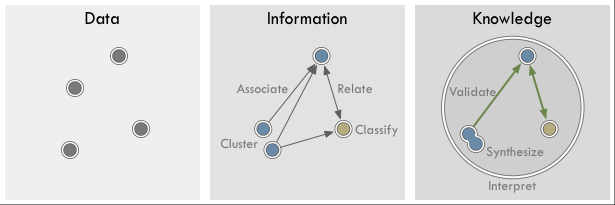 Data
Information
Knowledge
Associate
Relate
Cluster
Classify
Validate
Synthesize
Interpret